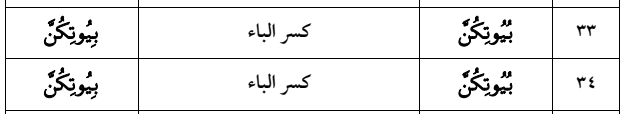 ٣٣ بُيُوتِكُنَّ كسر الباء بِيُوتِكُنَّ
٣٤ بُيُوتِكُنَّ كسر الباء بِيُوتِكُنَّ